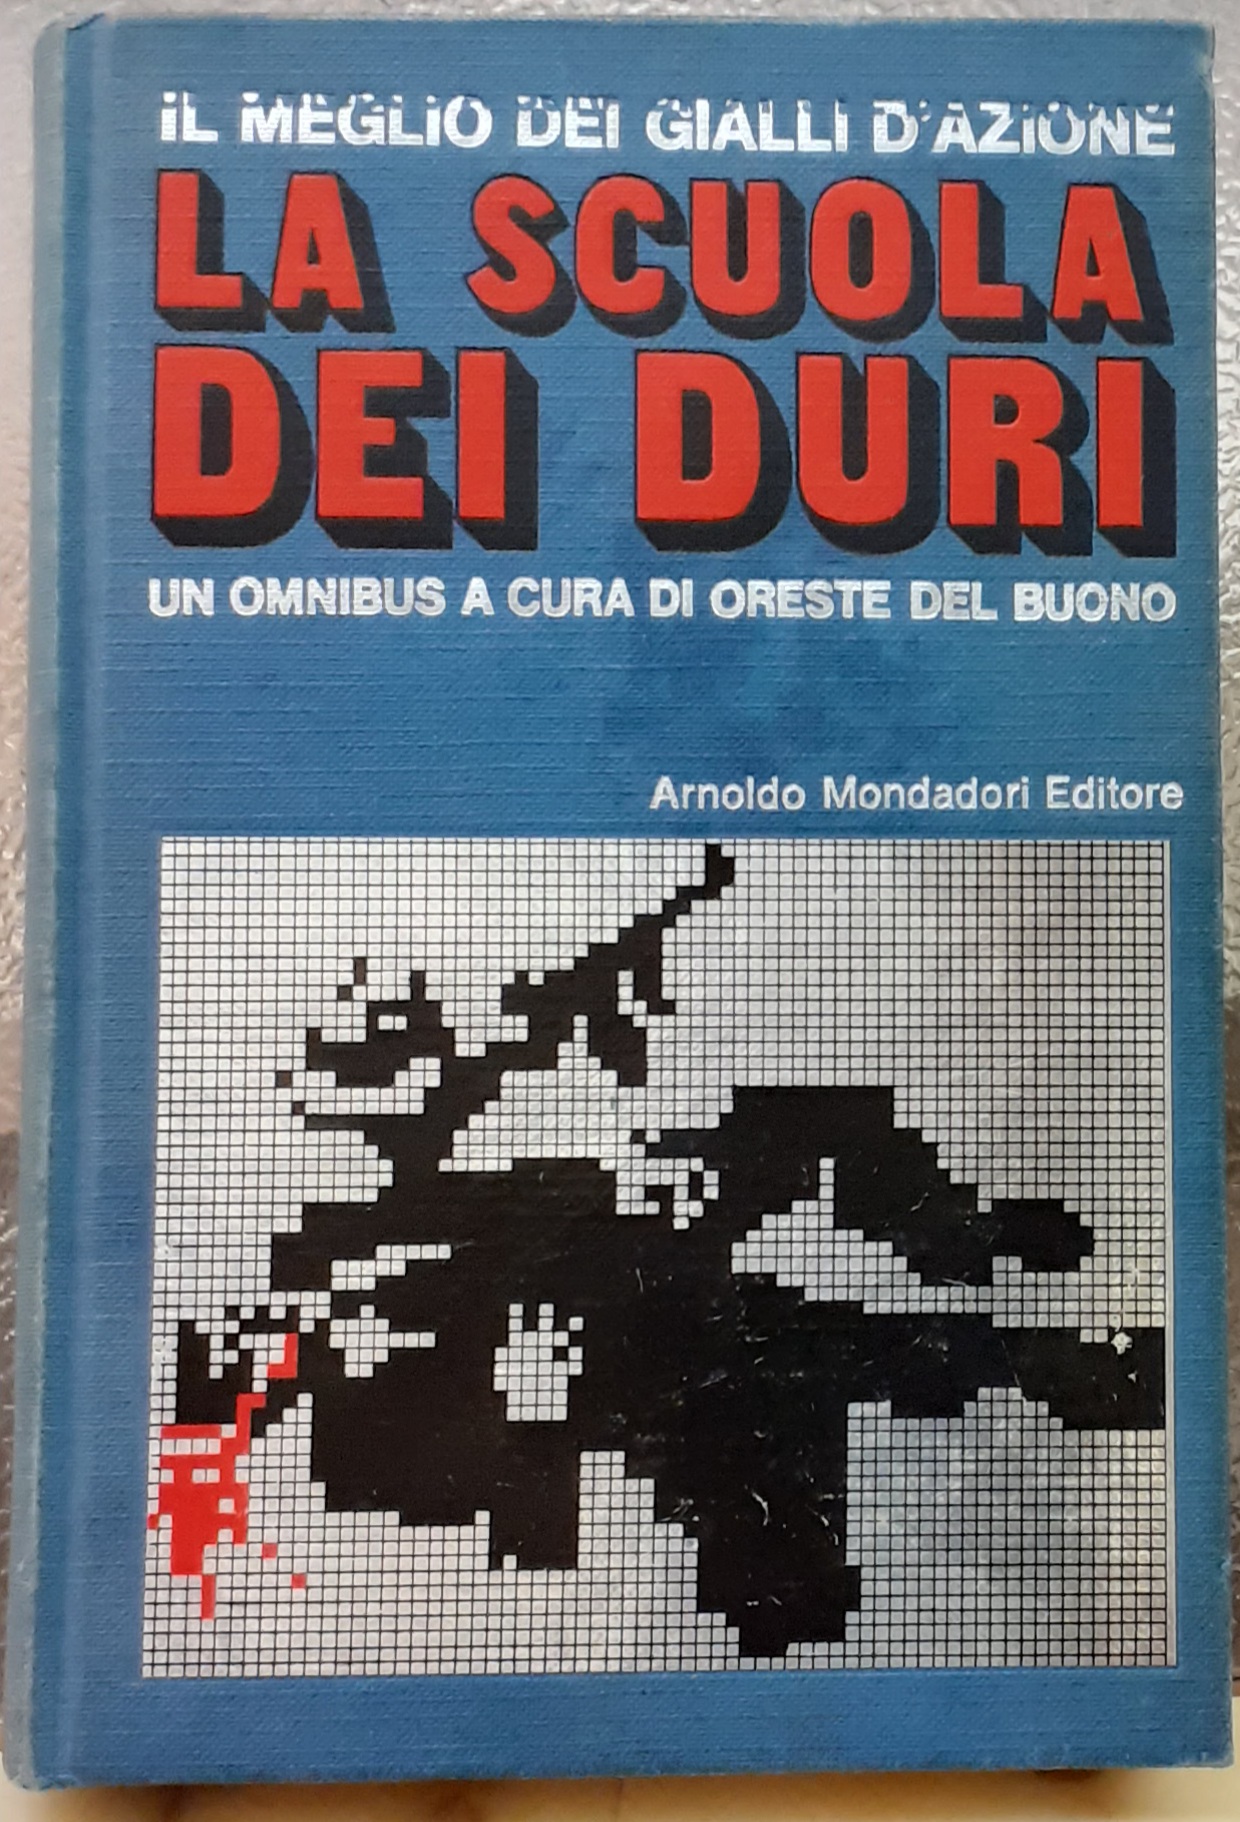 IL MEGLIO DEI GIALLI D'AZIONE
LA SCUOLA
DEI DURI
UN OMNIBUS A CURA DI ORESTE DEL BUONO
Arnoldo Mondadori Editore